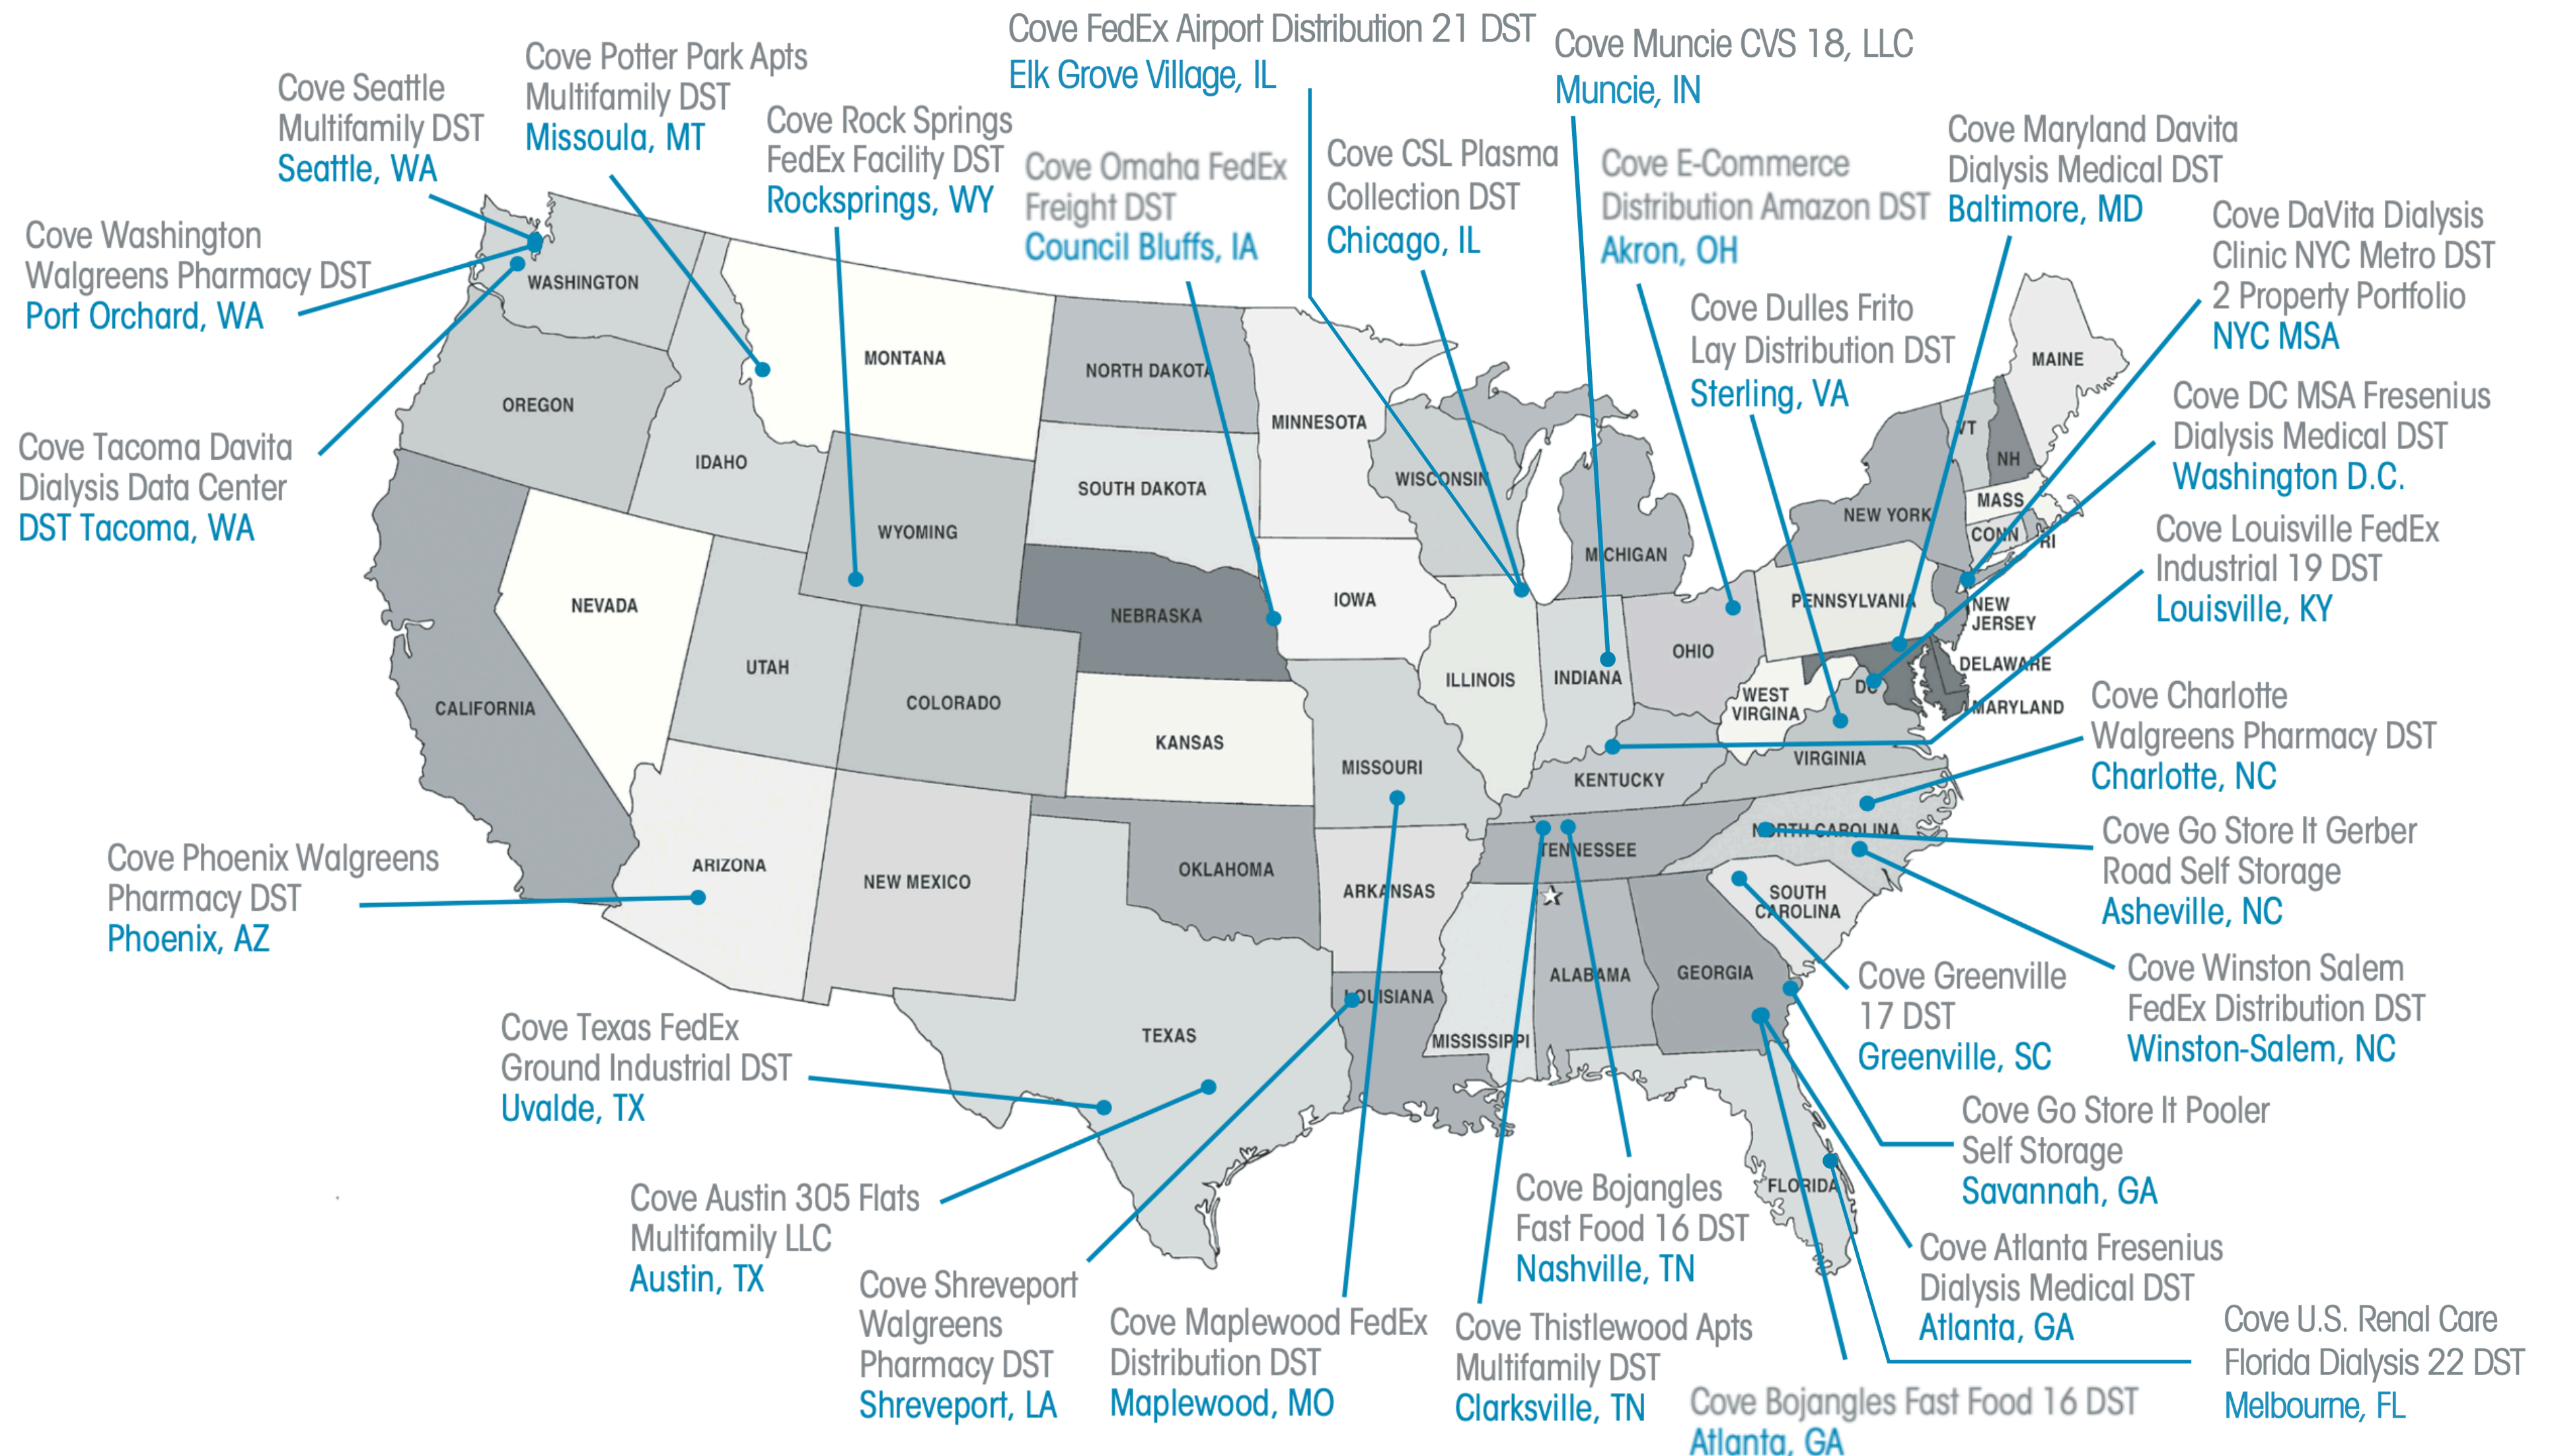 Cove FedEx Airport Distribution 21 DST
Elk Grove Village, IL
Cove Muncie CVS 18, LLC
Muncie, IN
Cove Potter Park Apts
Multifamily DST
Missoula, MT
Cove Seattle
Multifamily DST
Seattle, WA
Cove Rock Springs
FedEx Facility DST
Rocksprings, WY
Cove Omaha FedEx
Freight DST
Council Bluffs, IA
Cove CSL Plasma
Collection DST
Chicago, IL
Cove E-Commerce
Distribution Amazon DST
Akron, OH
Cove Maryland Davita
Dialysis Medical DST
Baltimore, MD
Cove DaVita Dialysis
Clinic NYC Metro DST
2 Property Portfolio
NYC MSA
Cove Washington
Walgreens Pharmacy DST
Port Orchard, WA
Cove Dulles Frito
Lay Distribution DST
Sterling, VA
Cove DC MSA Fresenius
Dialysis Medical DST
Washington D.C.
Cove Tacoma Davita
Dialysis Data Center
DST Tacoma, WA
Cove Louisville FedEx
Industrial 19 DST
Louisville, KY
Cove Charlotte
Walgreens Pharmacy DST
Charlotte, NC
Cove Go Store It Gerber
Road Self Storage
Asheville, NC
Cove Winston Salem
FedEx Distribution DST
Winston-Salem, NC
Cove Greenville
17 DST
Greenville, SC
Cove Go Store It Pooler
Self Storage
Savannah, GA
Cove Atlanta Fresenius
Dialysis Medical DST
Atlanta, GA
Cove U.S. Renal Care
Florida Dialysis 22 DST
Melbourne, FL
Cove Bojangles Fast Food 16 DST
Atlanta, GA
Cove Bojangles
Fast Food 16 DST
Nashville, TN
Cove Thistlewood Apts
Multifamily DST
Clarksville, TN
Cove Maplewood FedEx
Distribution DST
Maplewood, MO
Cove Shreveport
Walgreens
Pharmacy DST
Shreveport, LA
Cove Austin 305 Flats
Multifamily LLC
Austin, TX
Cove Texas FedEx
Ground Industrial DST
Uvalde, TX
Cove Phoenix Walgreens
Pharmacy DST
Phoenix, AZ
WASHINGTON
OREGON
IDAHO
MONTANA
NORTH DAKOTA
MINNESOTA
SOUTH DAKOTA
WYOMING
WISCONSIN
MICHIGAN
NEW YORK
VT
NH
MAINE
MASS
CONN
RI
CALIFORNIA
NEVADA
UTAH
COLORADO
NEBRASKA
IOWA
ILLINOIS
INDIANA
OHIO
PENNSYLVANIA
NEW
JERSEY
DELAWARE
MARYLAND
DC
WEST
VIRGINA
VIRGINIA
KANSAS
MISSOURI
KENTUCKY
ARIZONA
NEW MEXICO
OKLAHOMA
ARKANSAS
TENNESSEE
NORTH CAROLINA
SOUTH
CAROLINA
TEXAS
LOUISIANA
MISSISSIPPI
ALABAMA
GEORGIA
FLORIDA